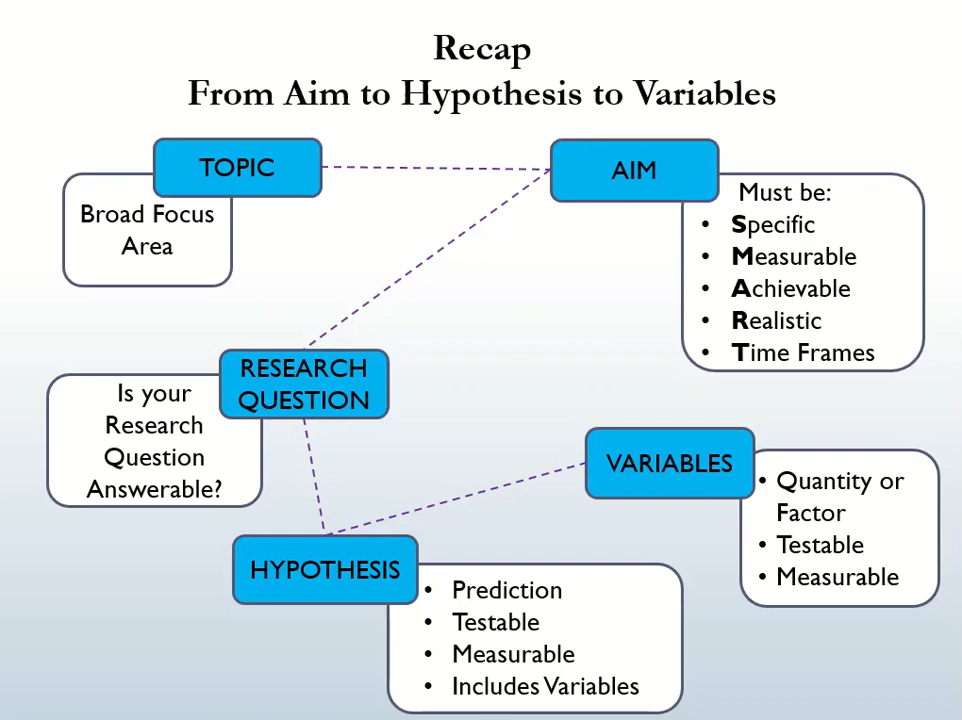 Recap
From Aim to Hypothesis to Variables
TOPIC
Broad Focus
Area
AIM
Must be:
• Specific
• Measurable
• Achievable
• Realistic
• Time Frames
RESEARCH
QUESTION
Is your
Research
Question
Answerable?
VARIABLES
• Quantity or
Factor
• Testable
• Measurable
HYPOTHESIS
• Prediction
• Testable
• Measurable
• Includes Variables